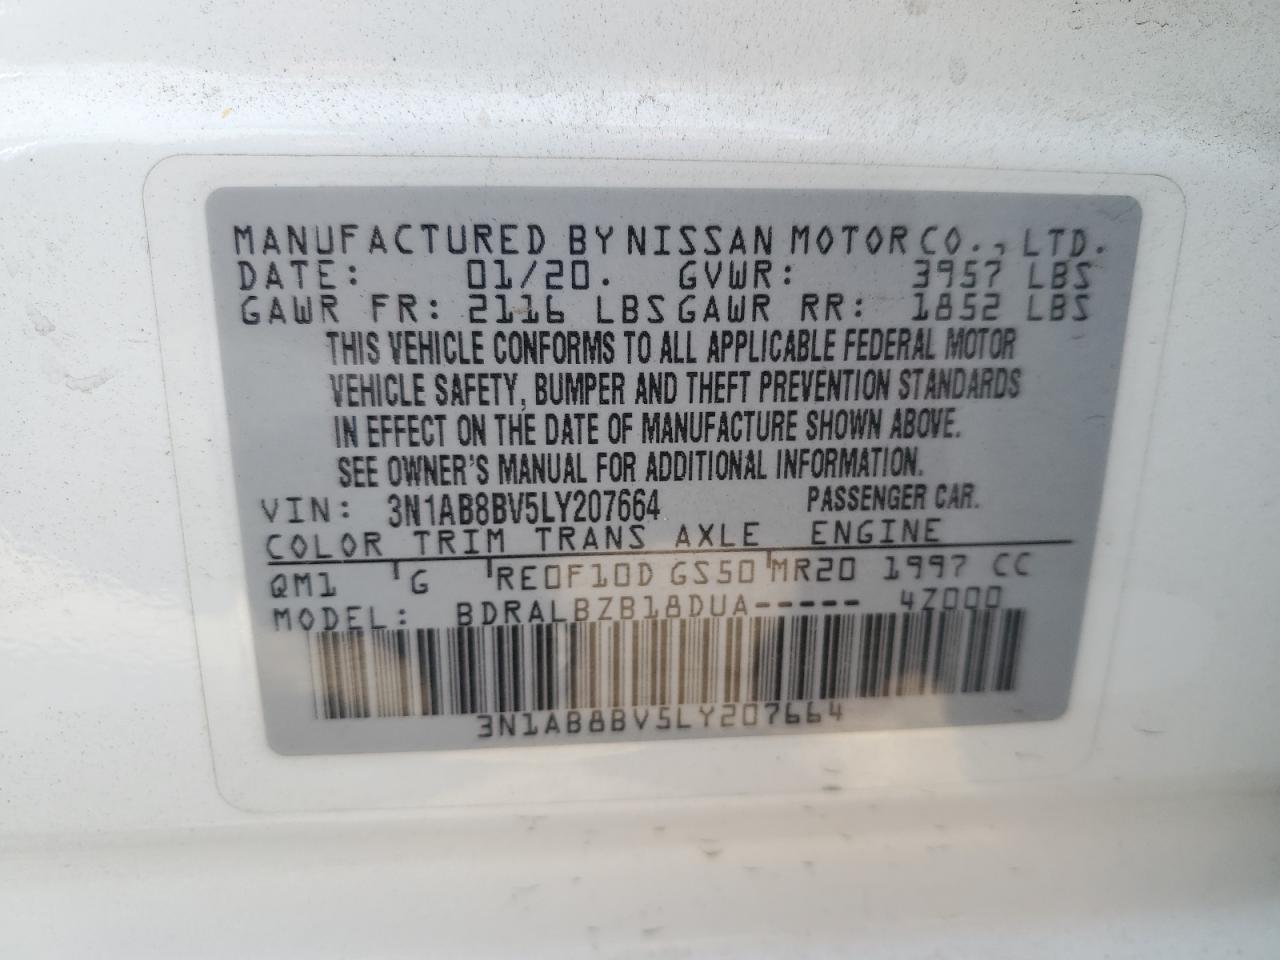 MANUFACTURED BY NISSAN MOTOR CO., LTD.
DATE: 01/20. GVWR: 3957 LBS
GAWR FR: 2116 LBS GAWR RR: 1852 LBS
THIS VEHICLE CONFORMS TO ALL APPLICABLE FEDERAL MOTOR
VEHICLE SAFETY, BUMPER AND THEFT PREVENTION STANDARDS
IN EFFECT ON THE DATE OF MANUFACTURE SHOWN ABOVE.
SEE OWNER'S MANUAL FOR ADDITIONAL INFORMATION.
VIN: 3N1AB8BV5LY207664 PASSENGER CAR.
COLOR TRIM TRANS AXLE ENGINE
QM1 G RE0F10D GS50 MR20 1997 CC
MODEL: BDRALBZB18DUA----- 4Z000
3N1AB8BV5LY207664